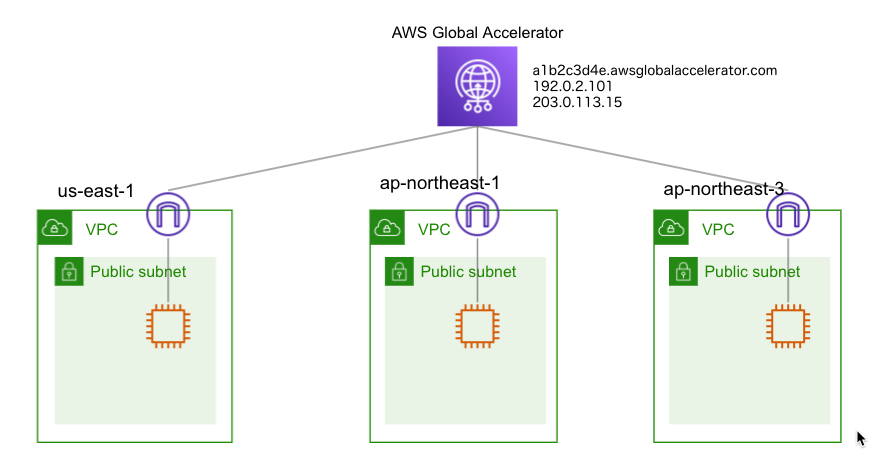 AWS Global Accelerator
a1b2c3d4e.awsglobalaccelerator.com
192.0.2.101
203.0.113.15
us-east-1
ap-northeast-1
ap-northeast-3
VPC
VPC
VPC
Public subnet
Public subnet
Public subnet